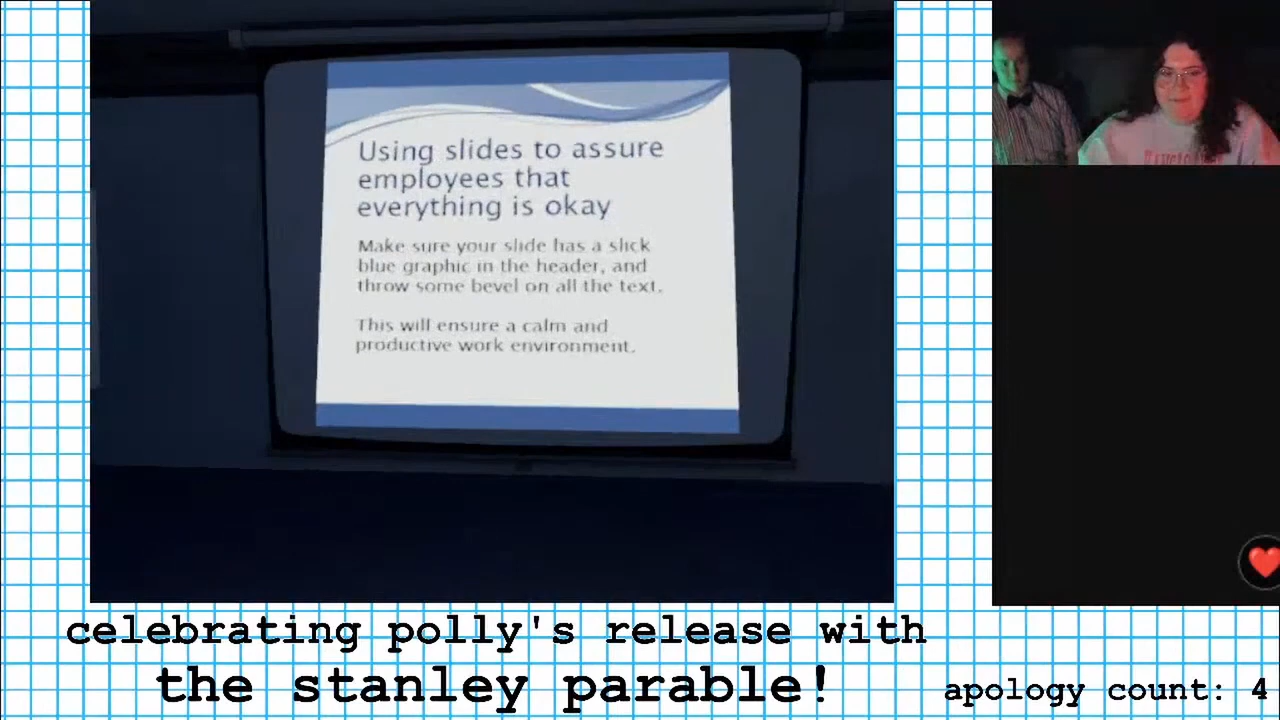 Using slides to assure
employees that
everything is okay
Make sure your slide has a slick
blue graphic in the header, and
throw some bevel on all the text.
This will ensure a calm and
productive work environment.
celebrating polly's release with
the stanley parable!
apology count: 4